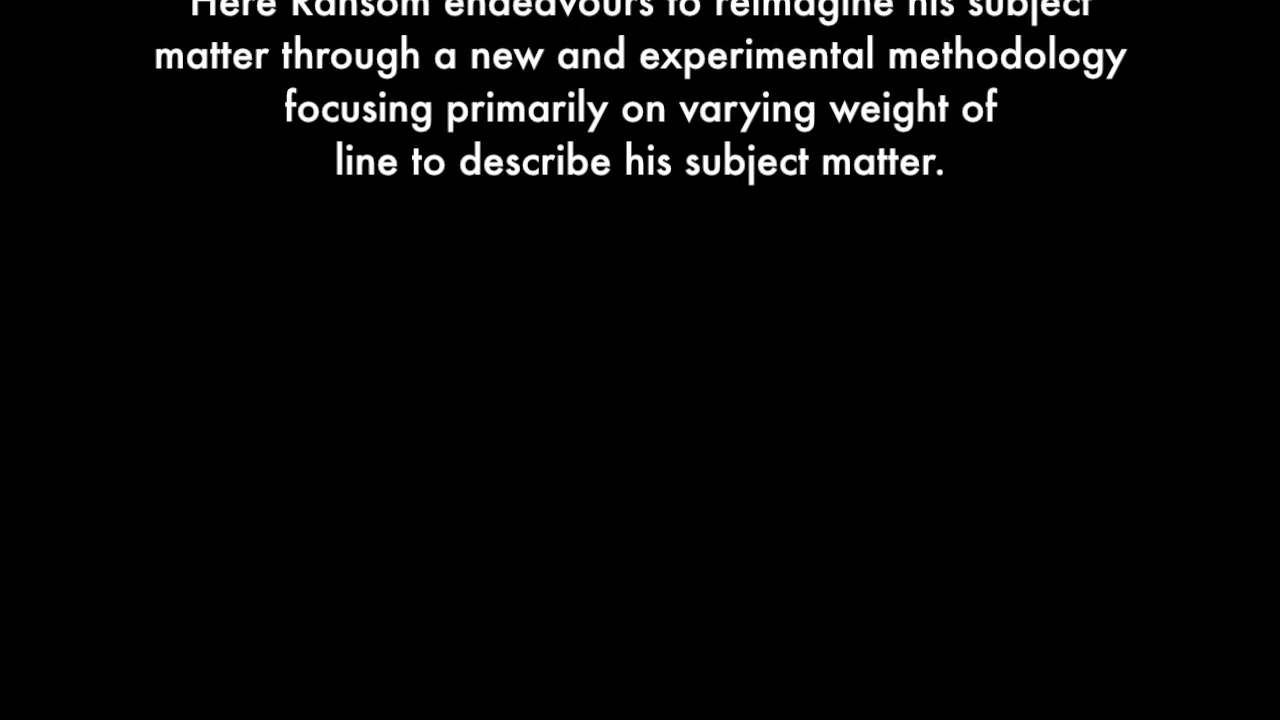 Here Ransom endeavours to reimagine his subject
matter through a new and experimental methodology
focusing primarily on varying weight of
line to describe his subject matter.